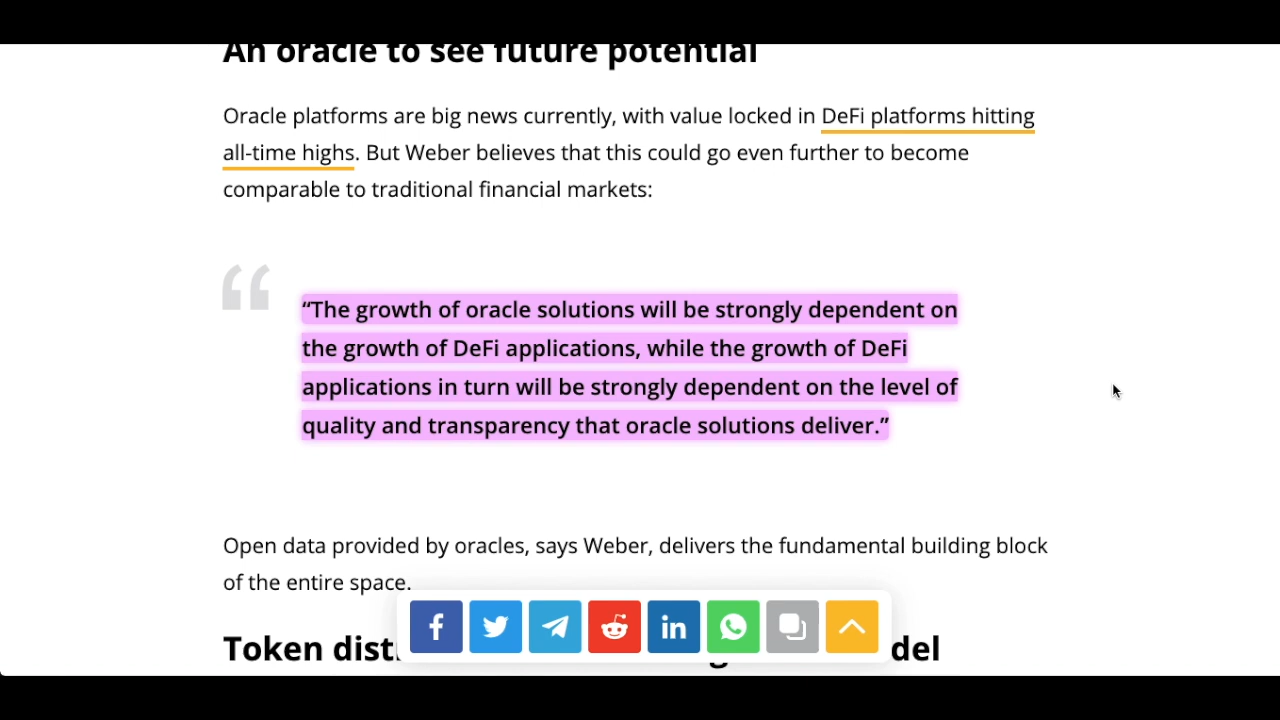 An oracle to see future potential
Oracle platforms are big news currently, with value locked in DeFi platforms hitting
all-time highs. But Weber believes that this could go even further to become
comparable to traditional financial markets:
“The growth of oracle solutions will be strongly dependent on
the growth of DeFi applications, while the growth of DeFi
applications in turn will be strongly dependent on the level of
quality and transparency that oracle solutions deliver.”
Open data provided by oracles, says Weber, delivers the fundamental building block
of the entire space.
Token